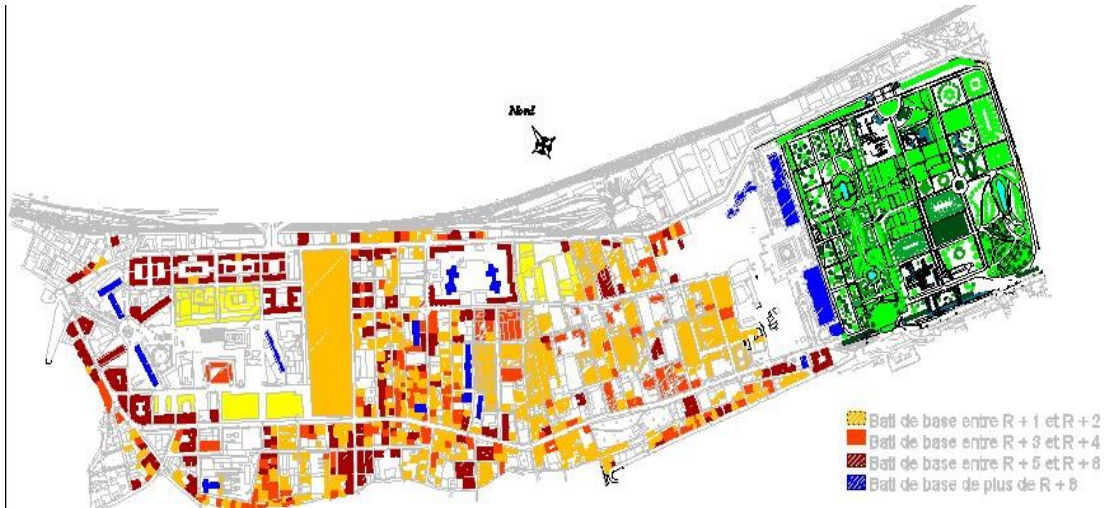 Nord
Bati de base entre R + 1 et R + 2
Bati de base entre R + 3 et R + 4
Bati de base entre R + 5 et R + 8
Bati de base de plus de R + 8